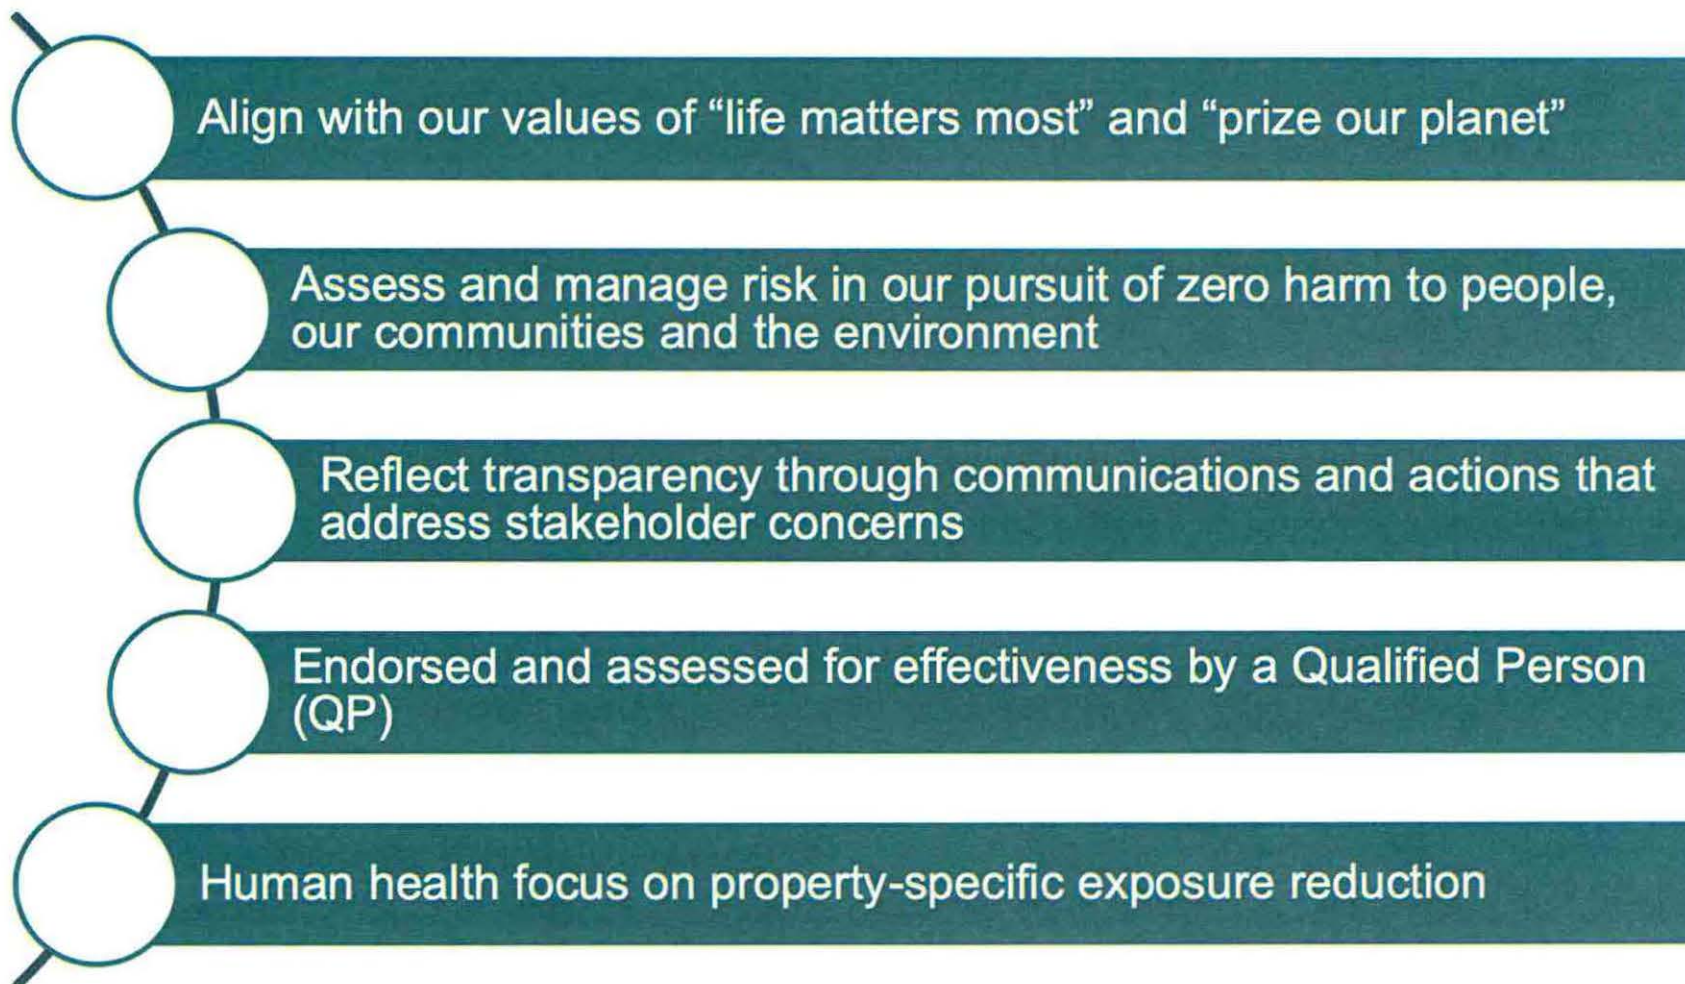 Align with our values of “life matters most” and “prize our planet”
Assess and manage risk in our pursuit of zero harm to people,
our communities and the environment
Reflect transparency through communications and actions that
address stakeholder concerns
Endorsed and assessed for effectiveness by a Qualified Person
(QP)
Human health focus on property-specific exposure reduction